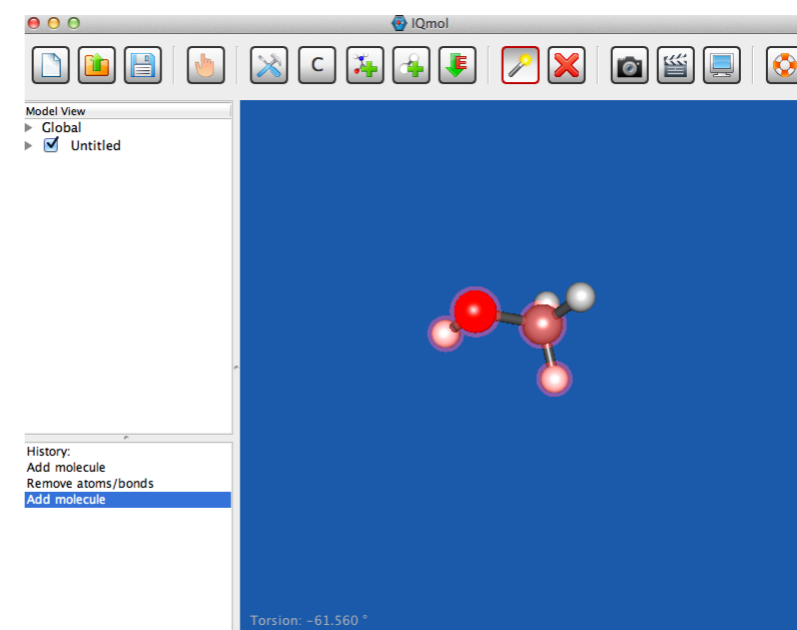 IQmol
C
E
Model View
Global
Untitled
History:
Add molecule
Remove atoms/bonds
Add molecule
Torsion: -61.560 °